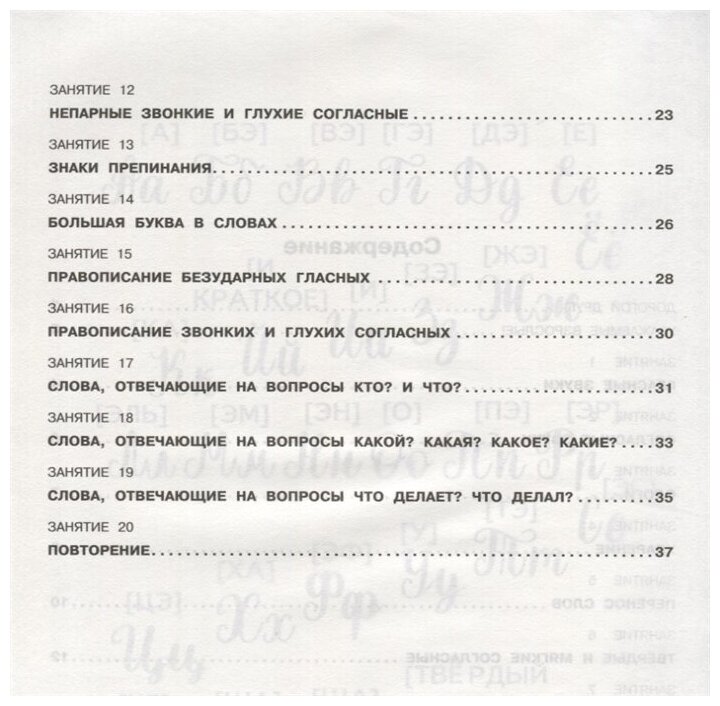 ЗАНЯТИЕ 12
НЕПАРНЫЕ ЗВОНКИЕ И ГЛУХИЕ СОГЛАСНЫЕ 23
ЗАНЯТИЕ 13
ЗНАКИ ПРЕПИНАНИЯ 25
ЗАНЯТИЕ 14
БОЛЬШАЯ БУКВА В СЛОВАХ 26
ЗАНЯТИЕ 15
ПРАВОПИСАНИЕ БЕЗУДАРНЫХ ГЛАСНЫХ 28
ЗАНЯТИЕ 16
ПРАВОПИСАНИЕ ЗВОНКИХ И ГЛУХИХ СОГЛАСНЫХ 30
ЗАНЯТИЕ 17
СЛОВА, ОТВЕЧАЮЩИЕ НА ВОПРОСЫ КТО? И ЧТО? 31
ЗАНЯТИЕ 18
СЛОВА, ОТВЕЧАЮЩИЕ НА ВОПРОСЫ КАКОЙ? КАКАЯ? КАКОЕ? КАКИЕ? 33
ЗАНЯТИЕ 19
СЛОВА, ОТВЕЧАЮЩИЕ НА ВОПРОСЫ ЧТО ДЕЛАЕТ? ЧТО ДЕЛАЛ? 35
ЗАНЯТИЕ 20
ПОВТОРЕНИЕ 37